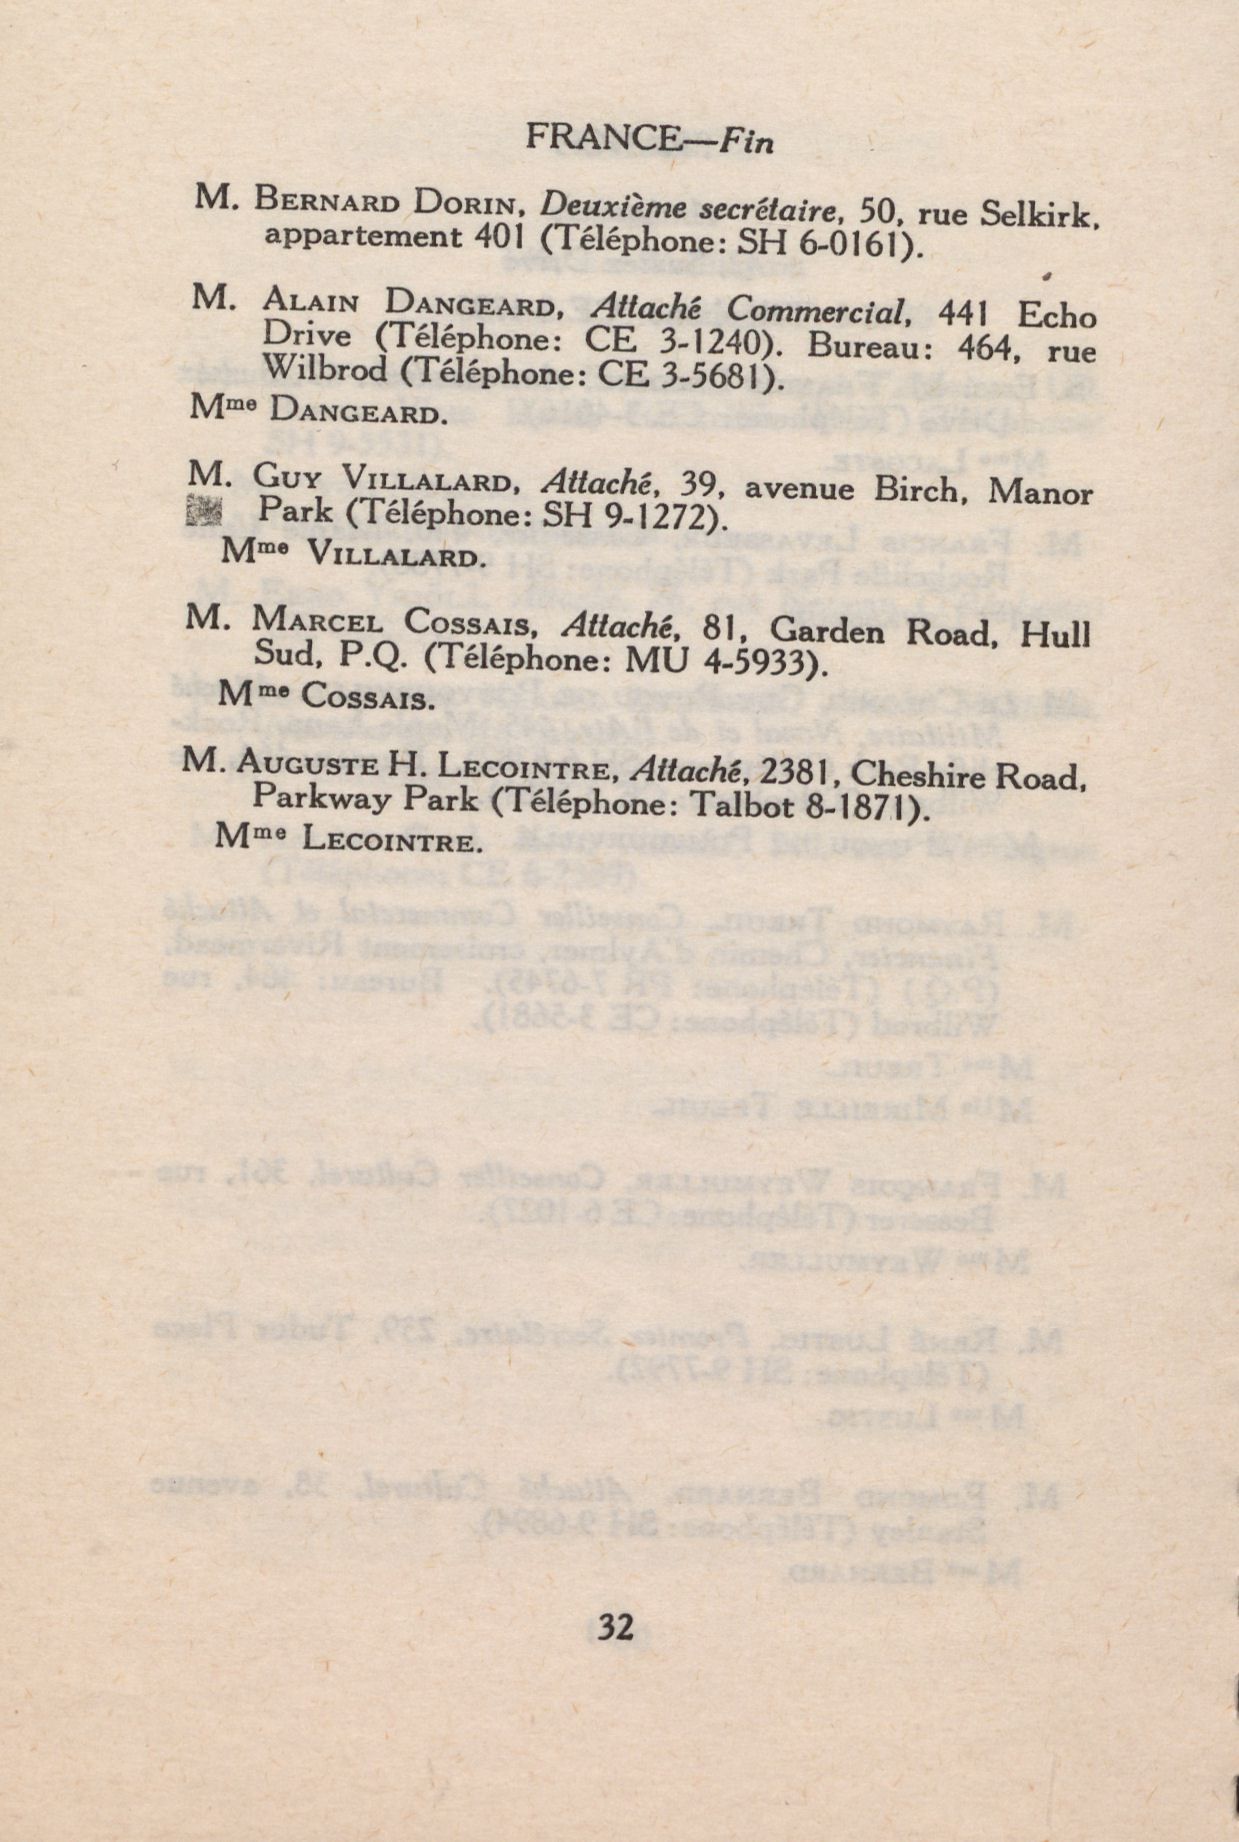 FRANCE—Fin
M. BERNARD DORIN, Deuxième secrétaire, 50, rue Selkirk,
appartement 401 (Téléphone: SH 6-0161).
M. ALAIN DANGEARD, Attaché Commercial, 441 Echo
Drive (Téléphone: CE 3-1240). Bureau: 464, rue
Wilbrod (Téléphone: CE 3-5681).
Mme DANGEARD.
M. GUY VILLALARD, Attaché, 39, avenue Birch, Manor
Park (Téléphone: SH 9-1272).
Mme VILLALARD.
M. MARCEL COSSAIS, Attaché, 81, Garden Road, Hull
Sud, P.Q. (Téléphone: MU 4-5933).
Mme COSSAIS.
M. AUGUSTE H. LECOINTRE, Attaché, 2381, Cheshire Road,
Parkway Park (Téléphone: Talbot 8-1871).
Mme LECOINTRE.
32